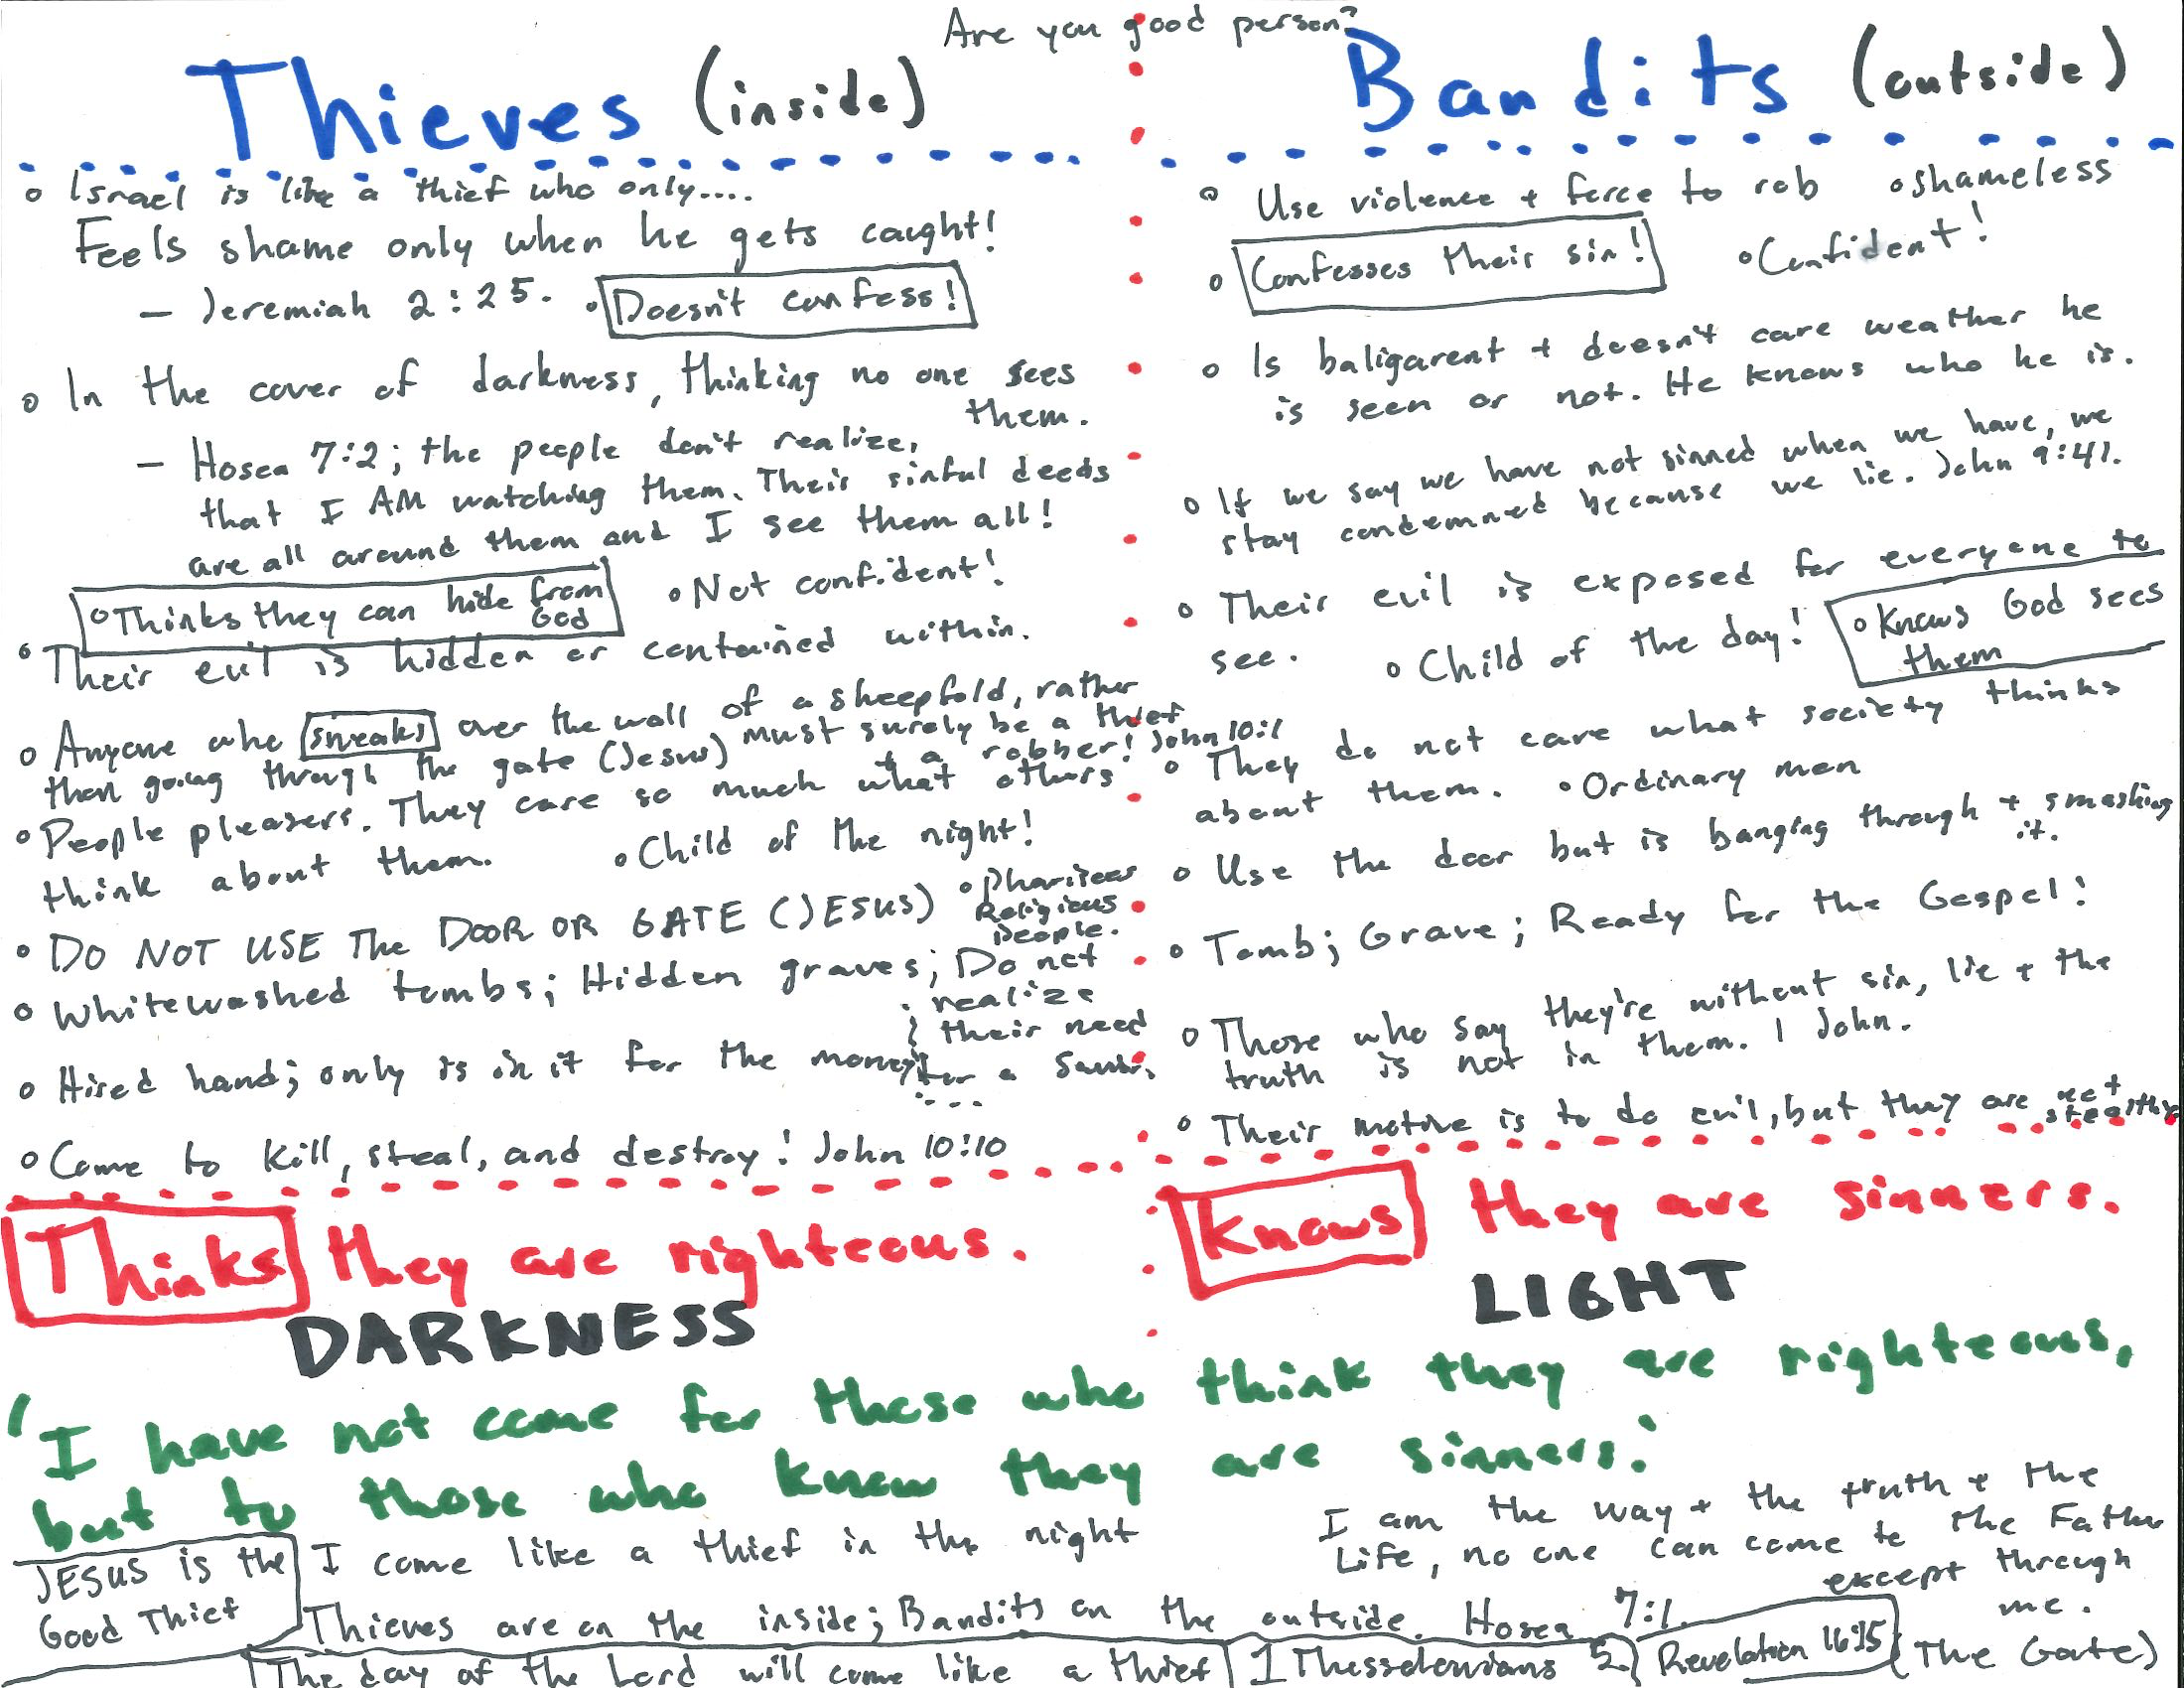 Are you good person?
Thieves (inside)
o Israel is like a thief who only....
Feels shame only when he gets caught!
— Jeremiah 2:25. o Doesn't confess!
o In the cover of darkness, thinking no one sees
them.
— Hosea 7:2; the people don't realize,
that I AM watching them. Their sinful deeds
are all around them and I see them all!
o Thinks they can hide from
God
o Not confident!
o Their evil is hidden or contained within.
o Anyone who sneaks over the wall of a sheepfold, rather
than going through the gate (Jesus) must surely be a thief
+ a robber! John 10:1
o People pleasers. They care so much what others
think about them. o Child of the night!
o DO NOT USE The DOOR OR GATE (JESUS)
o Pharisees
Religious
people.
o Whitewashed tombs; Hidden graves; Do not
realize
their need
for a Savior.
o Hired hand; only is in it for the money
o Come to kill, steal, and destroy! John 10:10
Thinks they are righteous.
DARKNESS
Bandits (outside)
o Use violence + force to rob o shameless
o Confesses their sin! o Confident!
o Is baligarent + doesn't care weather he
is seen or not. He knows who he is.
o If we say we have not sinned when we have, we
stay condemned because we lie. John 9:41.
o Their evil is exposed for everyone to
see. o Child of the day! o Knows God sees
them
o They do not care what society thinks
about them. o Ordinary men
o Use the door but is banging through + smashing
it.
o Tomb; Grave; Ready for the Gospel!
o Those who say they're without sin, lie + the
truth is not in them. 1 John.
o Their motive is to do evil, but they are not
stealthy
Knows they are sinners.
LIGHT
'I have not come for those who think they are righteous,
but to those who know they are sinners.'
JESUS is the
Good Thief
I come like a thief in the night
I am the way + the truth + the
Life, no one can come to the Father
except through
me.
(The Gate)
Thieves are on the inside; Bandits on the outside. Hosea 7:1.
The day of the Lord will come like a thief 1 Thessolonians 5. Revelation 16:15